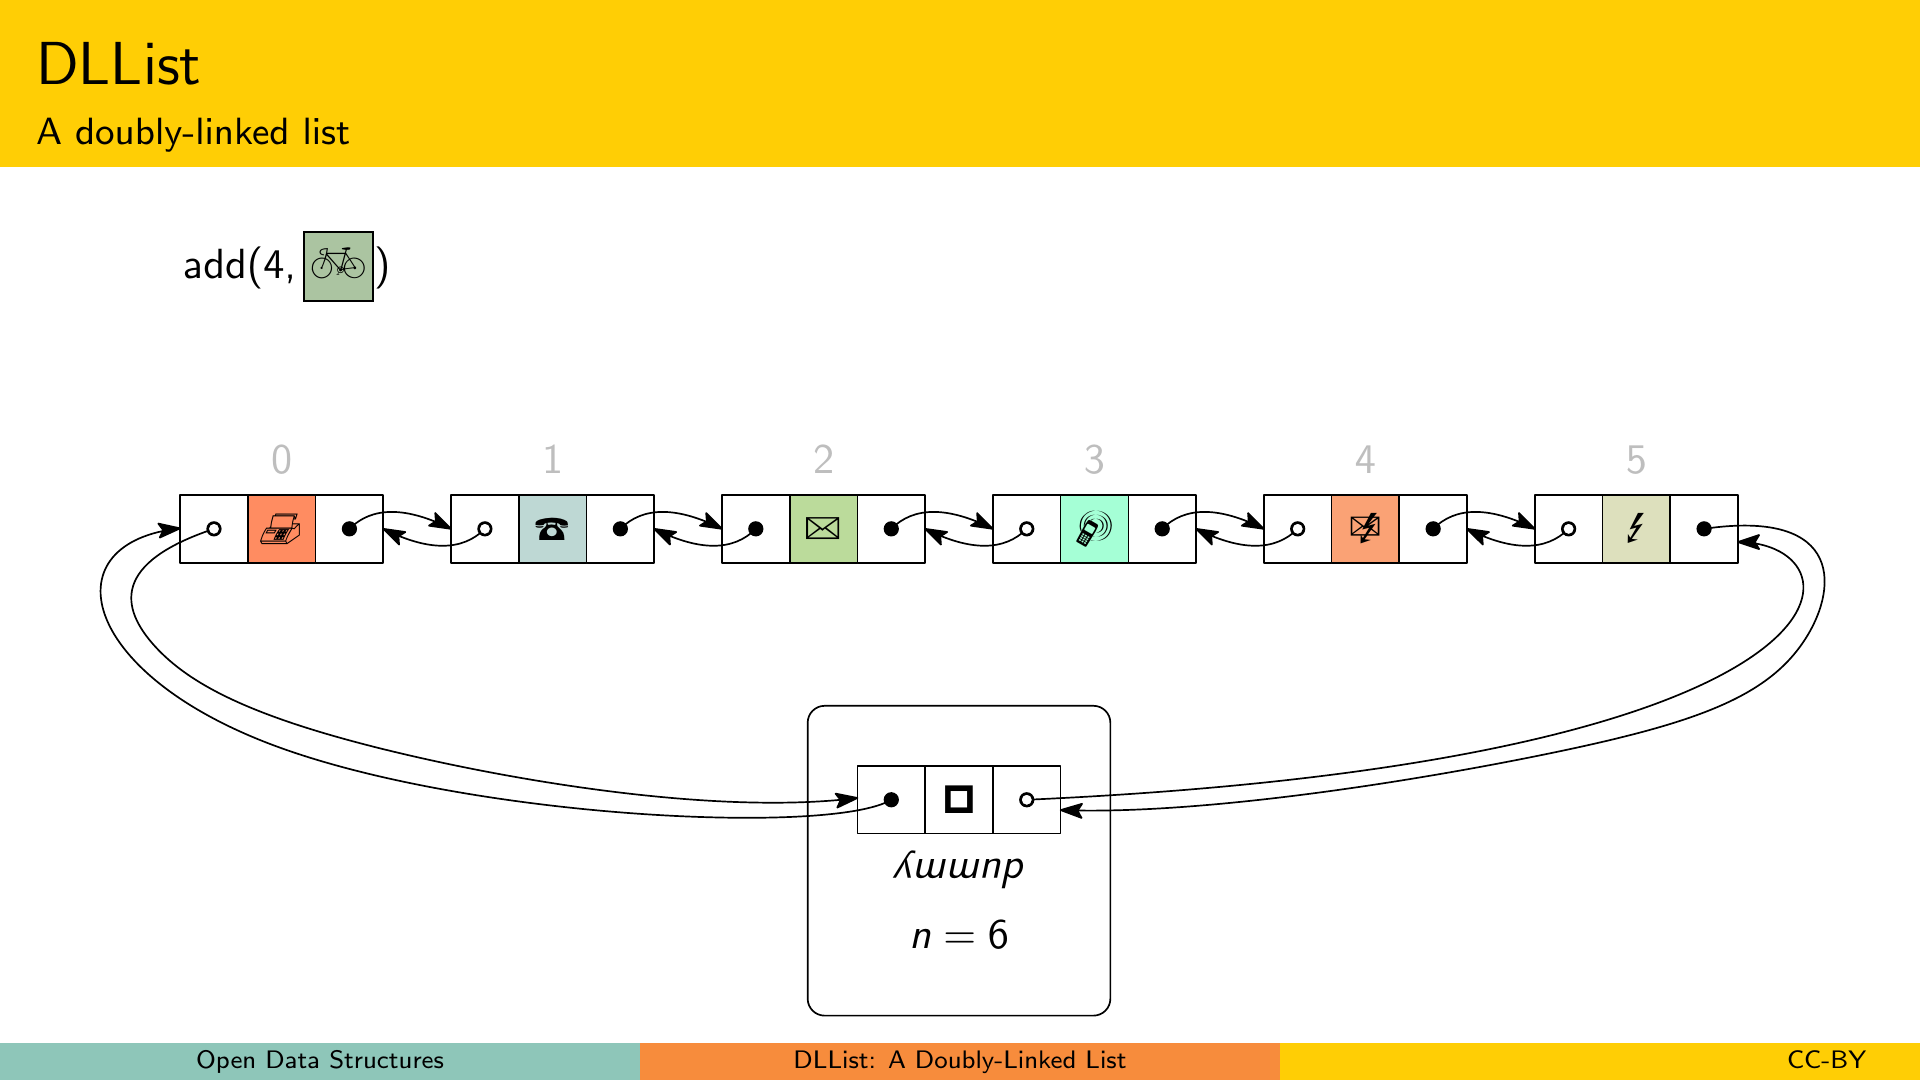 DLList
A doubly-linked list
add(4, )
0 1 2 3 4 5
dummy
n = 6
Open Data Structures DLList: A Doubly-Linked List CC-BY